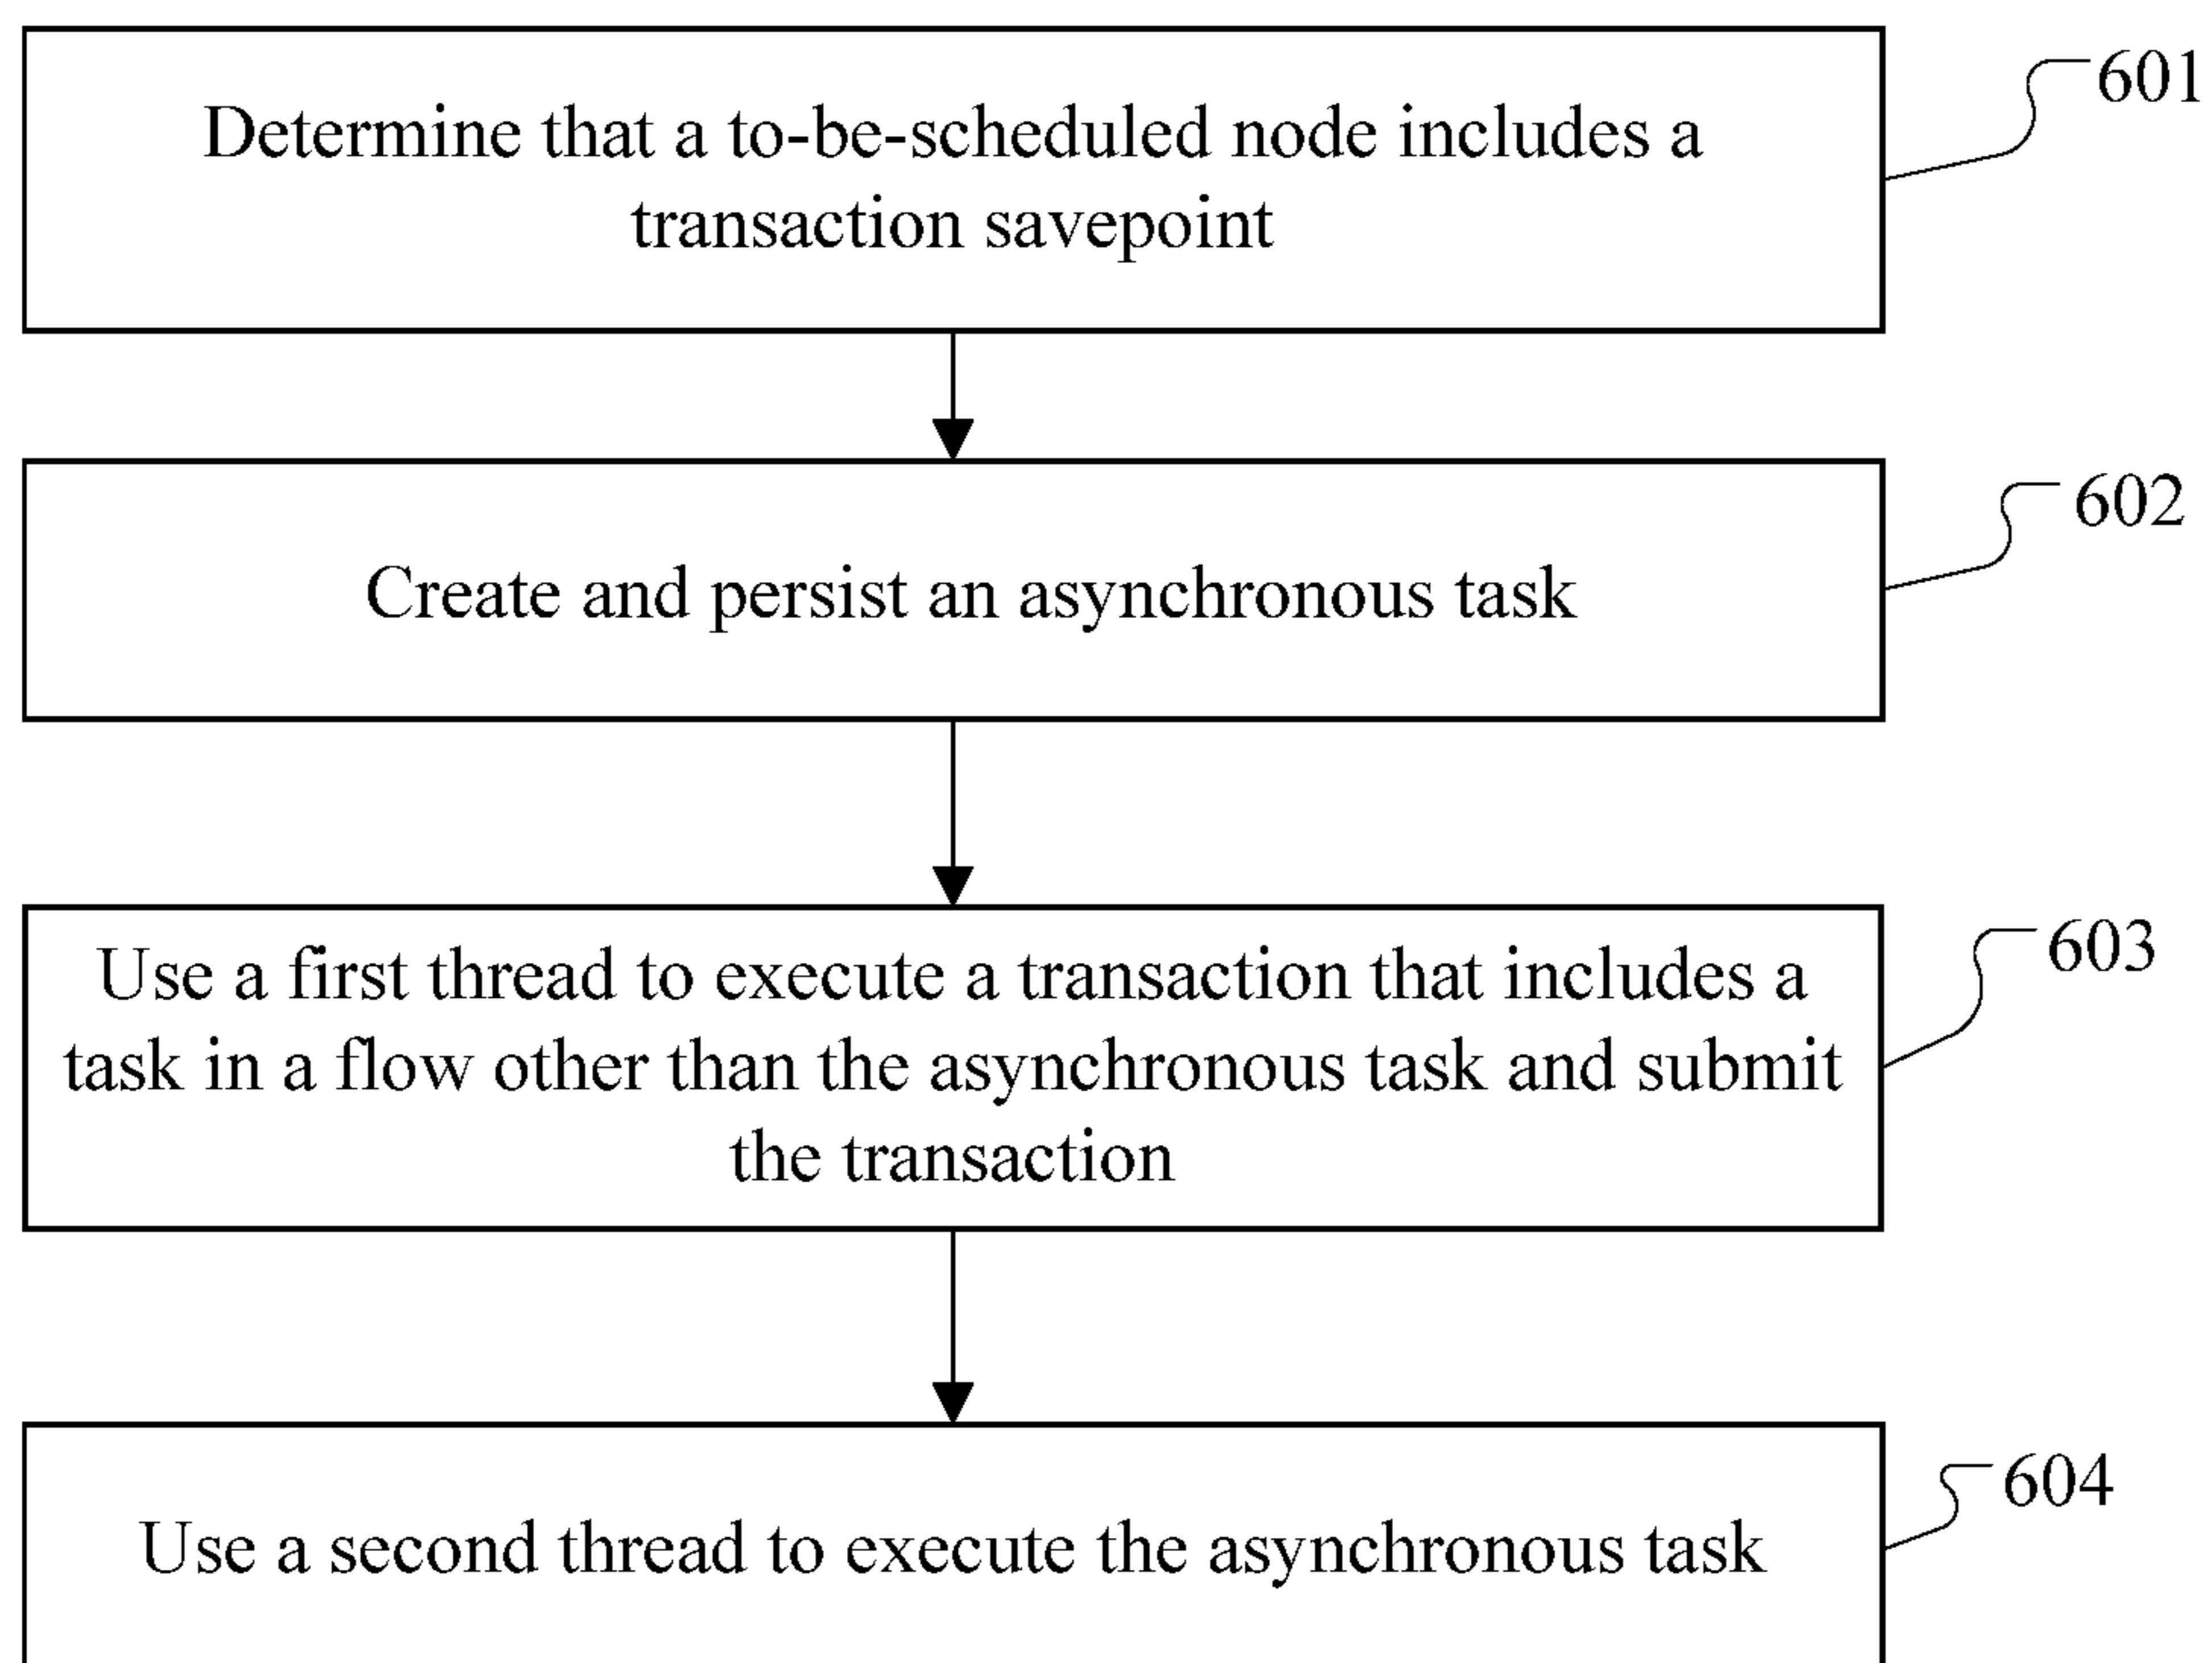 Determine that a to-be-scheduled node includes a
transaction savepoint
601
Create and persist an asynchronous task
602
Use a first thread to execute a transaction that includes a
task in a flow other than the asynchronous task and submit
the transaction
603
Use a second thread to execute the asynchronous task
604